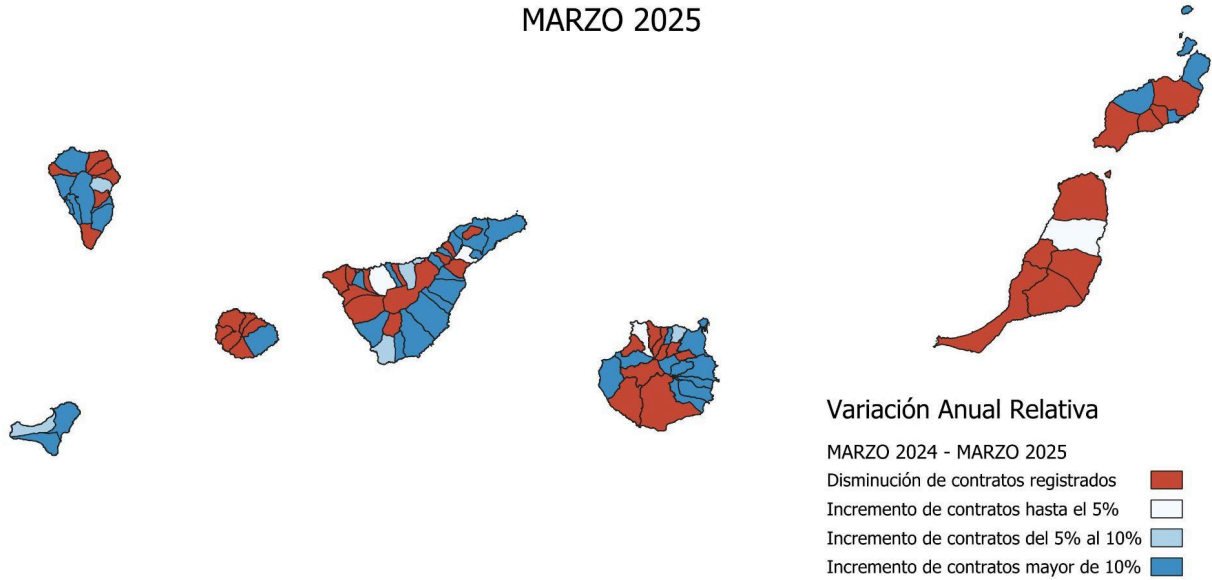 MARZO 2025
Variación Anual Relativa
MARZO 2024 - MARZO 2025
Disminución de contratos registrados
Incremento de contratos hasta el 5%
Incremento de contratos del 5% al 10%
Incremento de contratos mayor de 10%